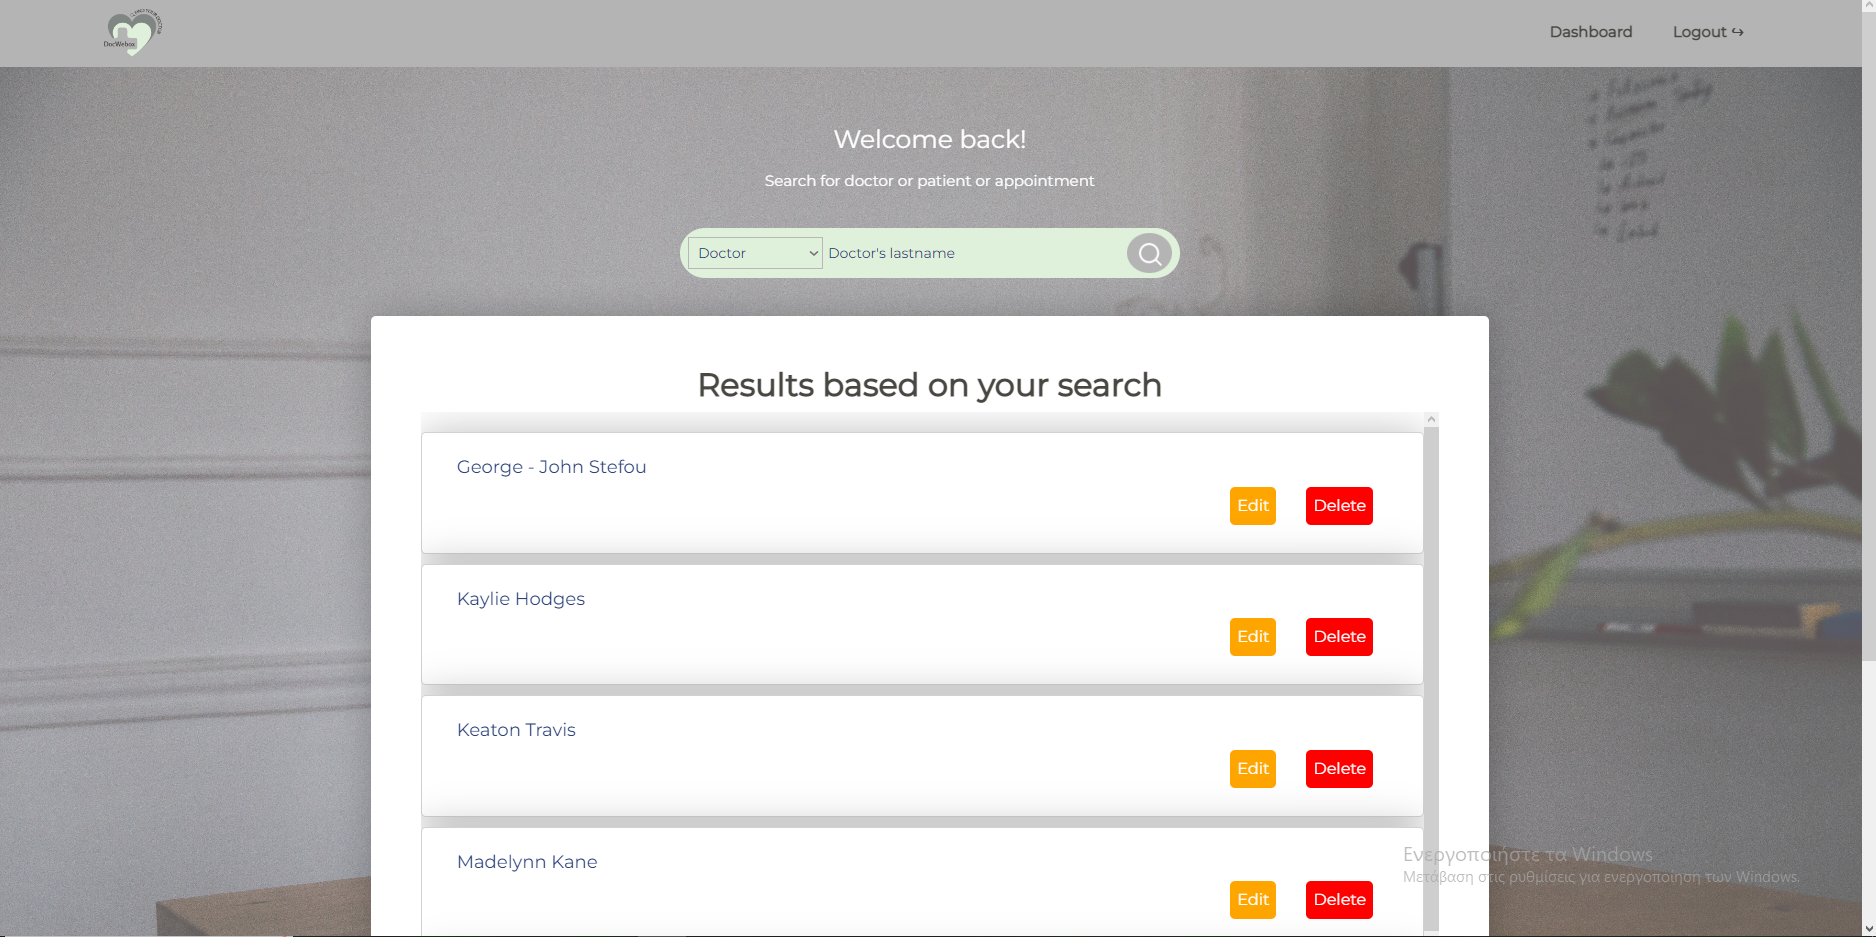 DocWebox
Dashboard
Logout ↪
Welcome back!
Search for doctor or patient or appointment
Doctor
Doctor's lastname
Results based on your search
George - John Stefou
Edit
Delete
Kaylie Hodges
Edit
Delete
Keaton Travis
Edit
Delete
Madelynn Kane
Edit
Delete
Ενεργοποιήστε τα Windows
Μετάβαση στις ρυθμίσεις για ενεργοποίηση των Windows.